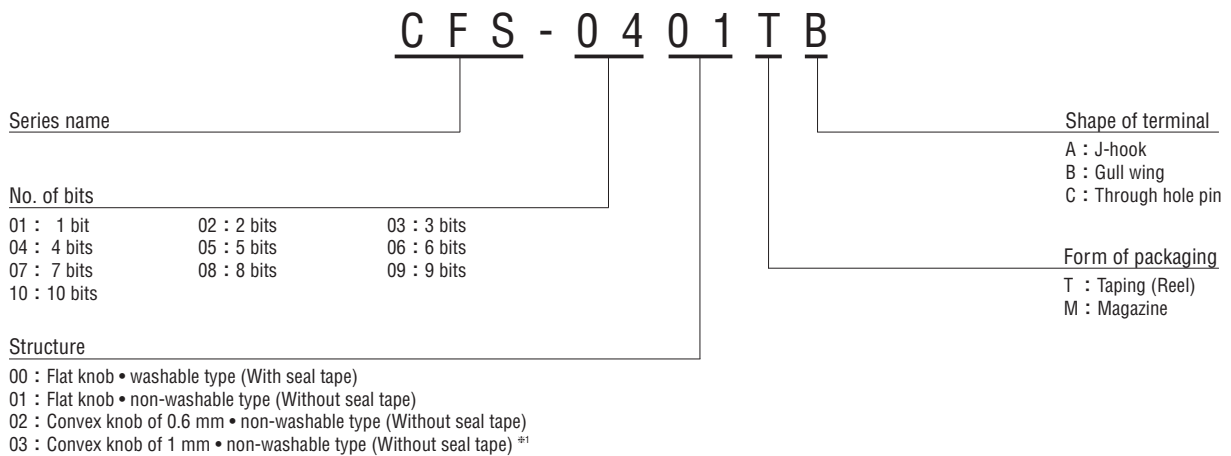 C F S - 0 4 0 1 T B
Series name
No. of bits
01 : 1 bit 02 : 2 bits 03 : 3 bits
04 : 4 bits 05 : 5 bits 06 : 6 bits
07 : 7 bits 08 : 8 bits 09 : 9 bits
10 : 10 bits
Structure
00 : Flat knob • washable type (With seal tape)
01 : Flat knob • non-washable type (Without seal tape)
02 : Convex knob of 0.6 mm • non-washable type (Without seal tape)
03 : Convex knob of 1 mm • non-washable type (Without seal tape) ※1
Shape of terminal
A : J-hook
B : Gull wing
C : Through hole pin
Form of packaging
T : Taping (Reel)
M : Magazine